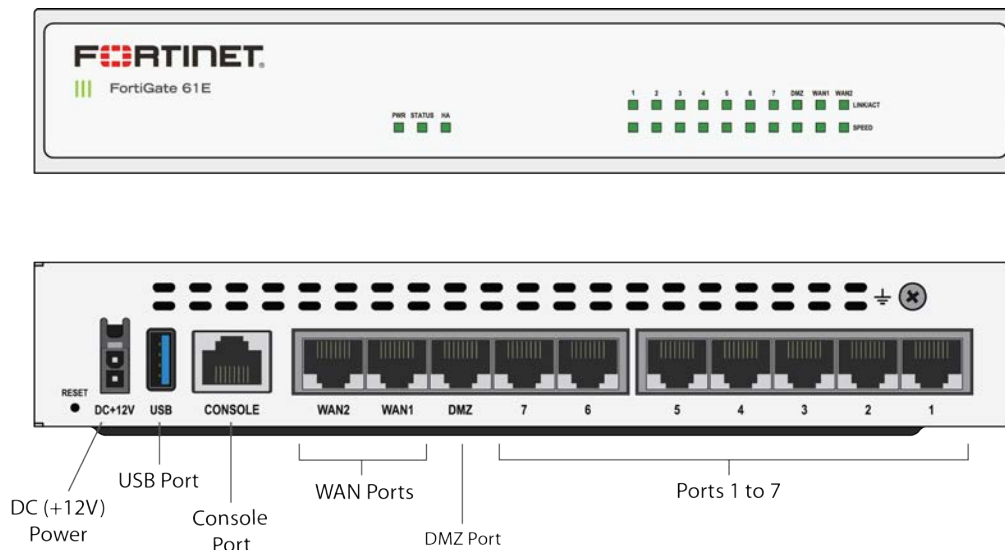 FORTINET
FortiGate 61E
PWR STATUS HA
1 2 3 4 5 6 7 DMZ WAN1 WAN2
LINK/ACT
SPEED
RESET
DC+12V USB CONSOLE WAN2 WAN1 DMZ 7 6 5 4 3 2 1
DC (+12V)
Power
USB Port
Console
Port
WAN Ports
DMZ Port
Ports 1 to 7